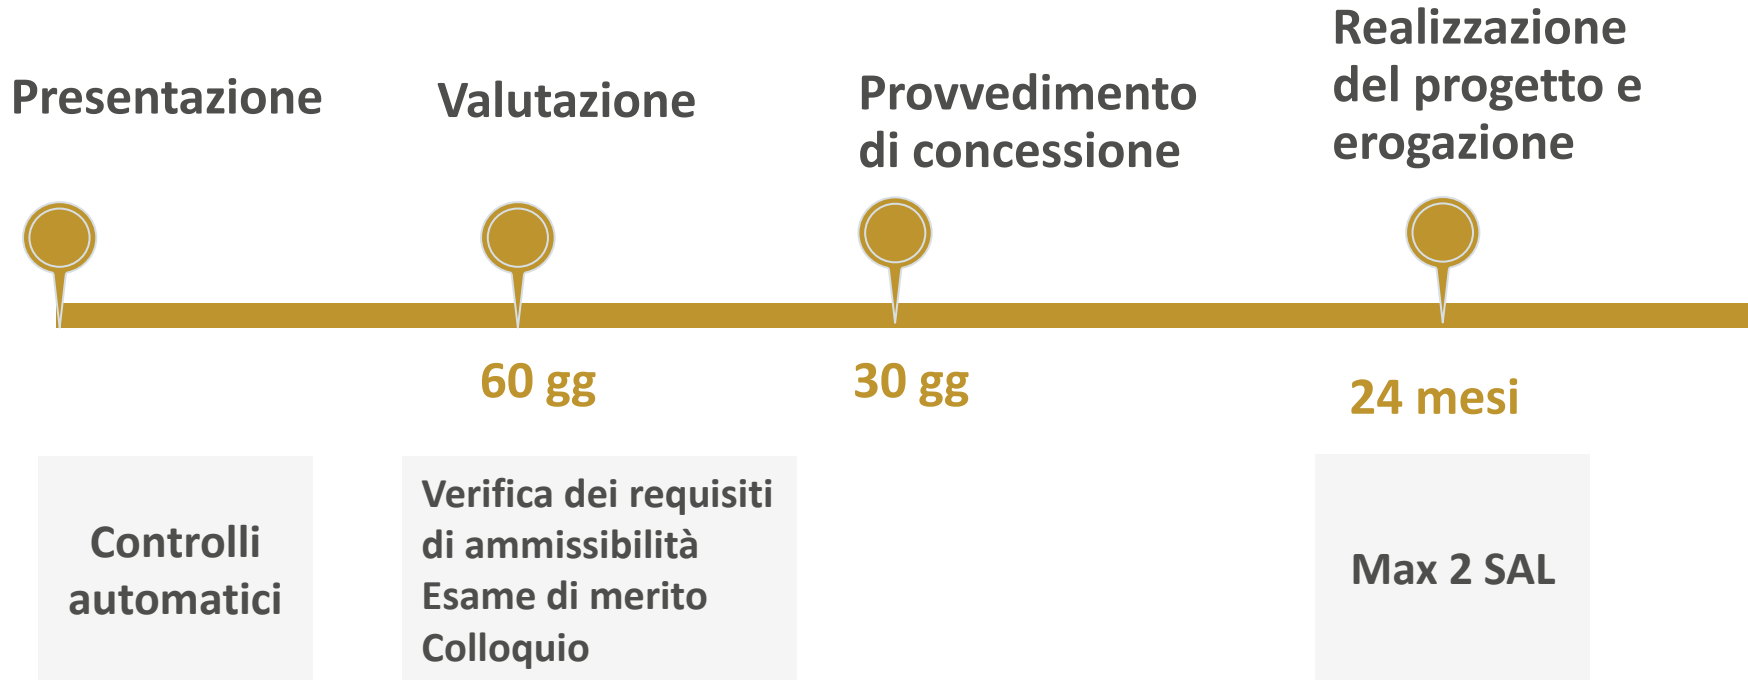 Presentazione
Valutazione
Provvedimento
di concessione
Realizzazione
del progetto e
erogazione
60 gg
30 gg
24 mesi
Controlli
automatici
Verifica dei requisiti
di ammissibilità
Esame di merito
Colloquio
Max 2 SAL